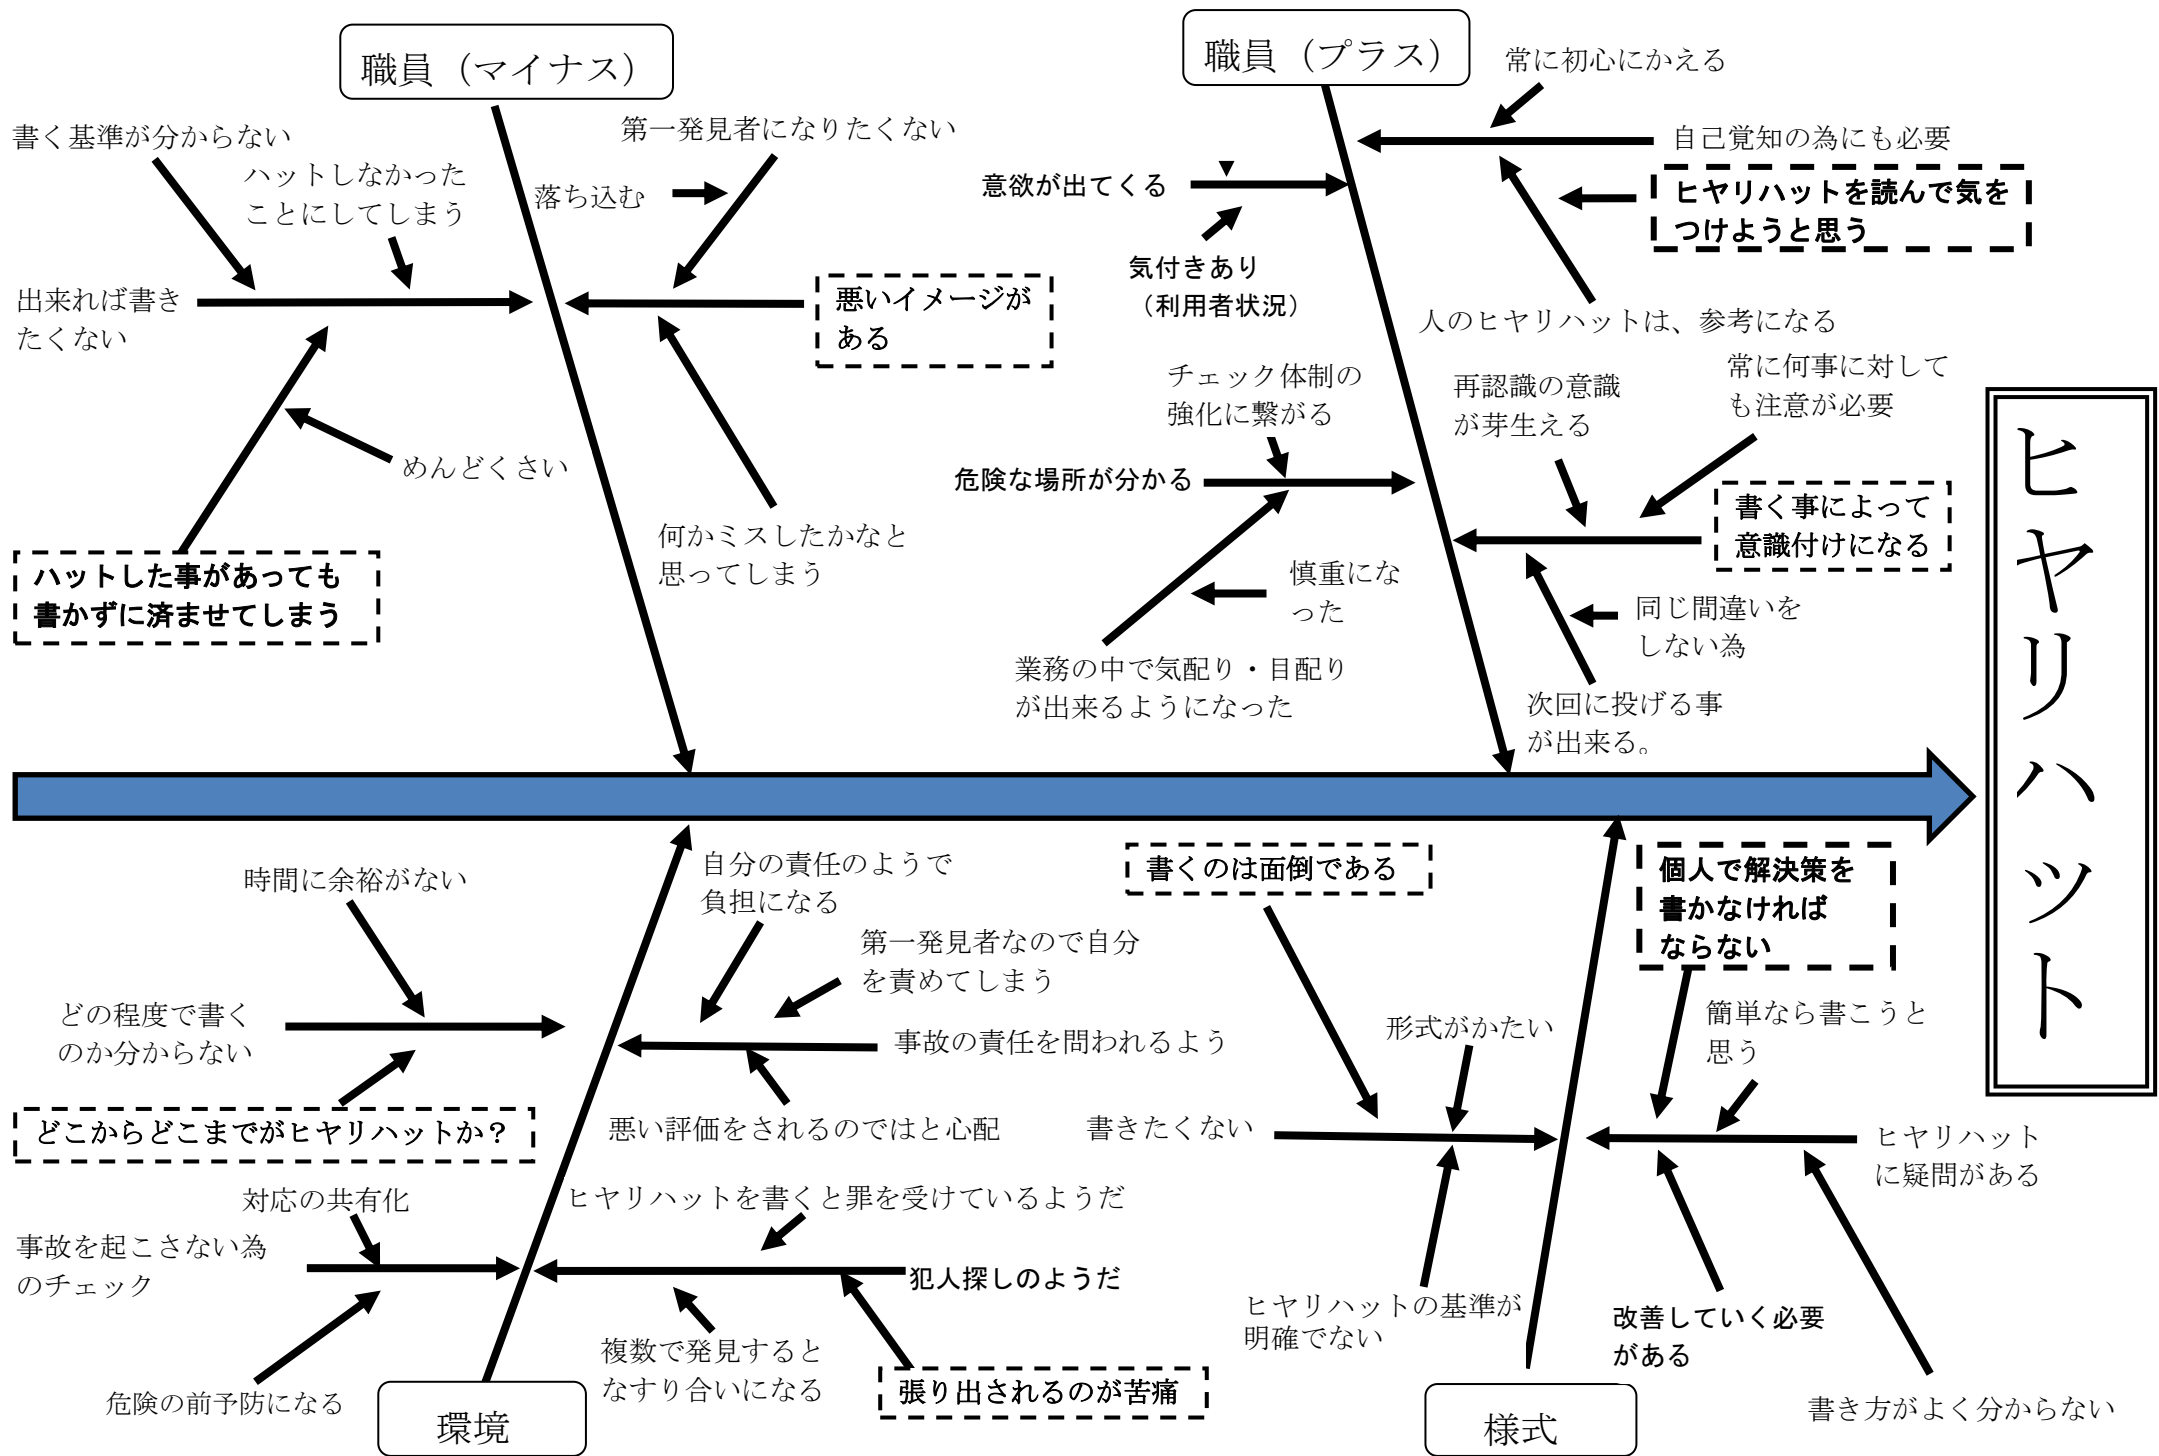 職員（マイナス）
書く基準が分からない
ハットしなかった
ことにしてしまう
第一発見者になりたくない
落ち込む
出来れば書き
たくない
悪いイメージが
ある
めんどくさい
ハットした事があっても
書かずに済ませてしまう
何かミスしたかなと
思ってしまう
職員（プラス）
常に初心にかえる
自己覚知の為にも必要
意欲が出てくる
ヒヤリハットを読んで気を
つけようと思う
気付きあり
（利用者状況）
人のヒヤリハットは、参考になる
チェック体制の
強化に繋がる
再認識の意識
が芽生える
常に何事に対して
も注意が必要
危険な場所が分かる
書く事によって
意識付けになる
慎重にな
った
同じ間違いを
しない為
業務の中で気配り・目配り
が出来るようになった
次回に投げる事
が出来る。
ヒヤリハット
時間に余裕がない
自分の責任のようで
負担になる
第一発見者なので自分
を責めてしまう
どの程度で書く
のか分からない
事故の責任を問われるよう
どこからどこまでがヒヤリハットか？
悪い評価をされるのではと心配
対応の共有化
ヒヤリハットを書くと罪を受けているようだ
事故を起こさない為
のチェック
犯人探しのようだ
複数で発見すると
なすり合いになる
張り出されるのが苦痛
危険の前予防になる
環境
書くのは面倒である
個人で解決策を
書かなければ
ならない
形式がかたい
簡単なら書こうと
思う
書きたくない
ヒヤリハット
に疑問がある
ヒヤリハットの基準が
明確でない
改善していく必要
がある
書き方がよく分からない
様式